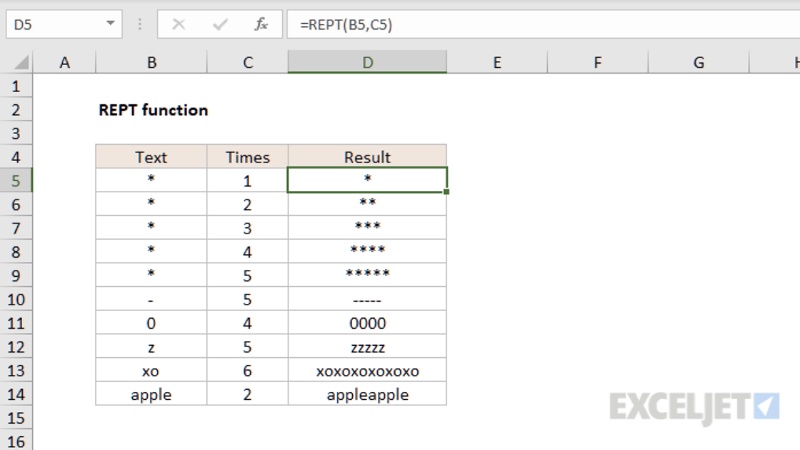 D5 fx =REPT(B5,C5)
A B C D E F G H
1
2 REPT function
3
4 Text Times Result
5 * 1 *
6 * 2 **
7 * 3 ***
8 * 4 ****
9 * 5 *****
10 - 5 -----
11 0 4 0000
12 z 5 zzzzz
13 xo 6 xoxoxoxoxoxo
14 apple 2 appleapple
15
16
EXCELJET